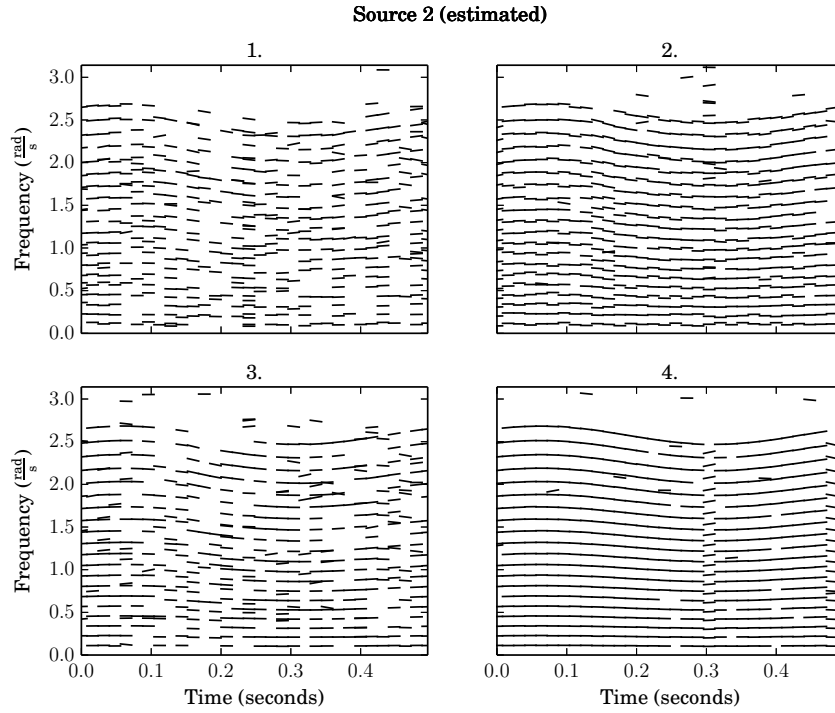 Source 2 (estimated)
1.
2.
3.0
2.5
2.0
1.5
1.0
0.5
0.0
Frequency (rad/s)
3.
4.
3.0
2.5
2.0
1.5
1.0
0.5
0.0
Frequency (rad/s)
0.0 0.1 0.2 0.3 0.4
0.0 0.1 0.2 0.3 0.4
Time (seconds)
Time (seconds)